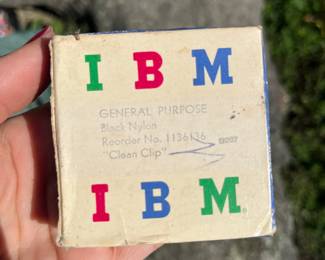 IBM
GENERAL PURPOSE
Black Nylon
Reorder No. 1136136
"Clean Clip"
IBM